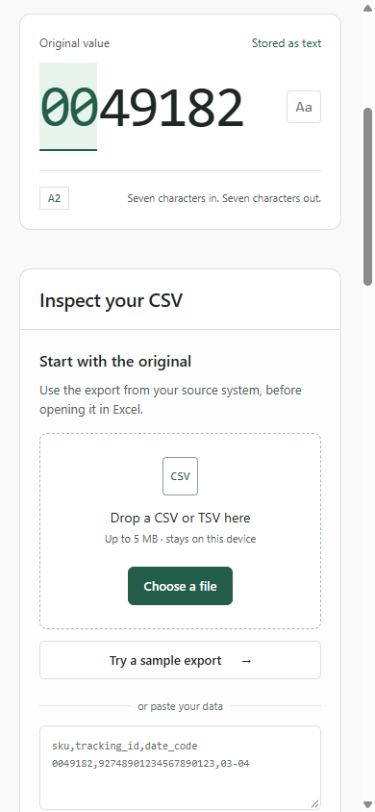 Original value
Stored as text
0049182
Aa
A2
Seven characters in. Seven characters out.
Inspect your CSV
Start with the original
Use the export from your source system, before
opening it in Excel.
CSV
Drop a CSV or TSV here
Up to 5 MB · stays on this device
Choose a file
Try a sample export →
or paste your data
sku,tracking_id,date_code
0049182,92748901234567890123,03-04